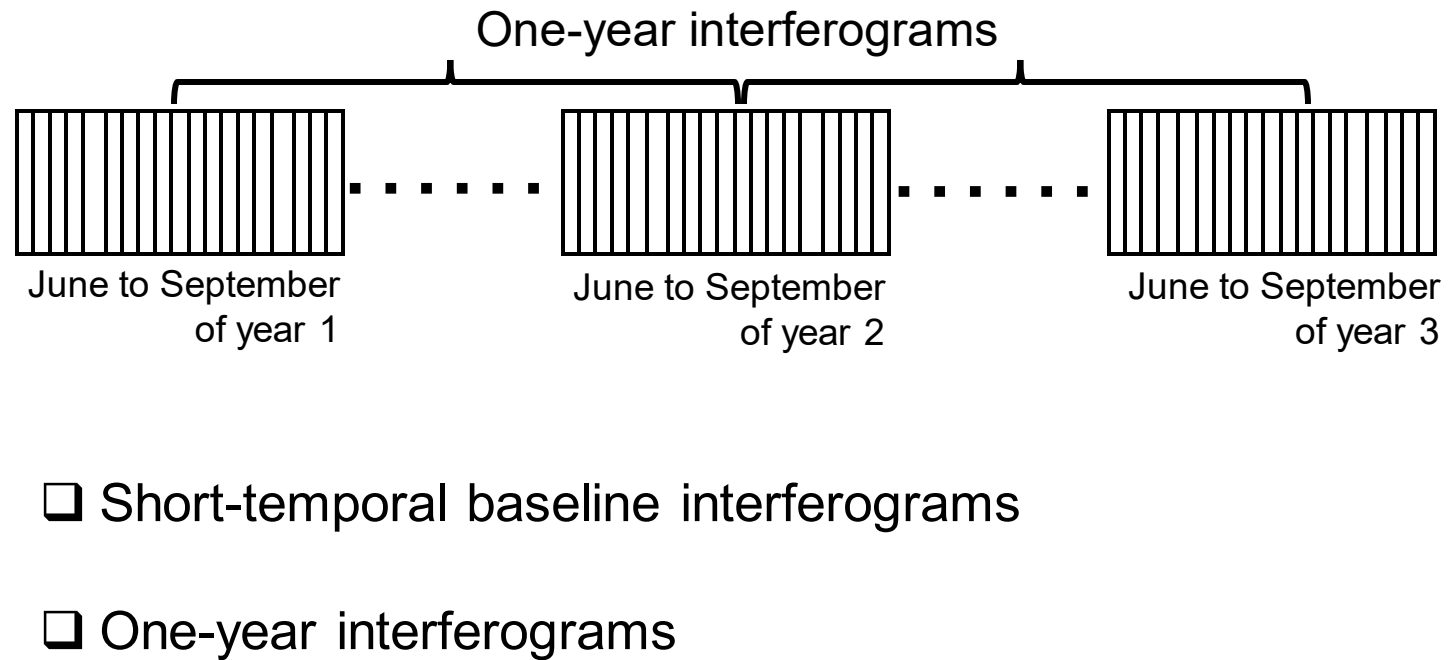 One-year interferograms
June to September
of year 1
June to September
of year 2
June to September
of year 3
❑ Short-temporal baseline interferograms
❑ One-year interferograms